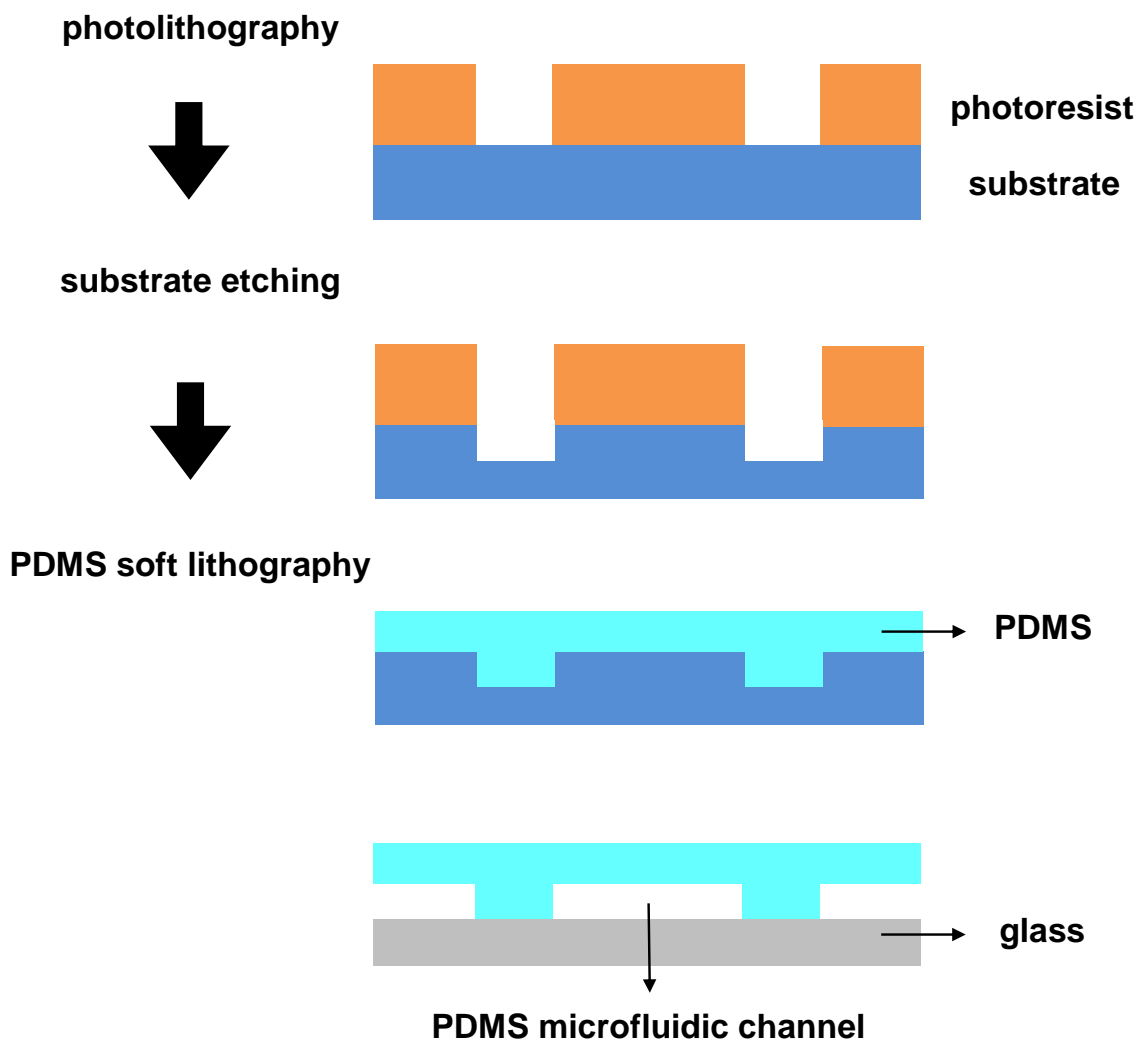 photolithography
photoresist
substrate
substrate etching
PDMS soft lithography
PDMS
glass
PDMS microfluidic channel